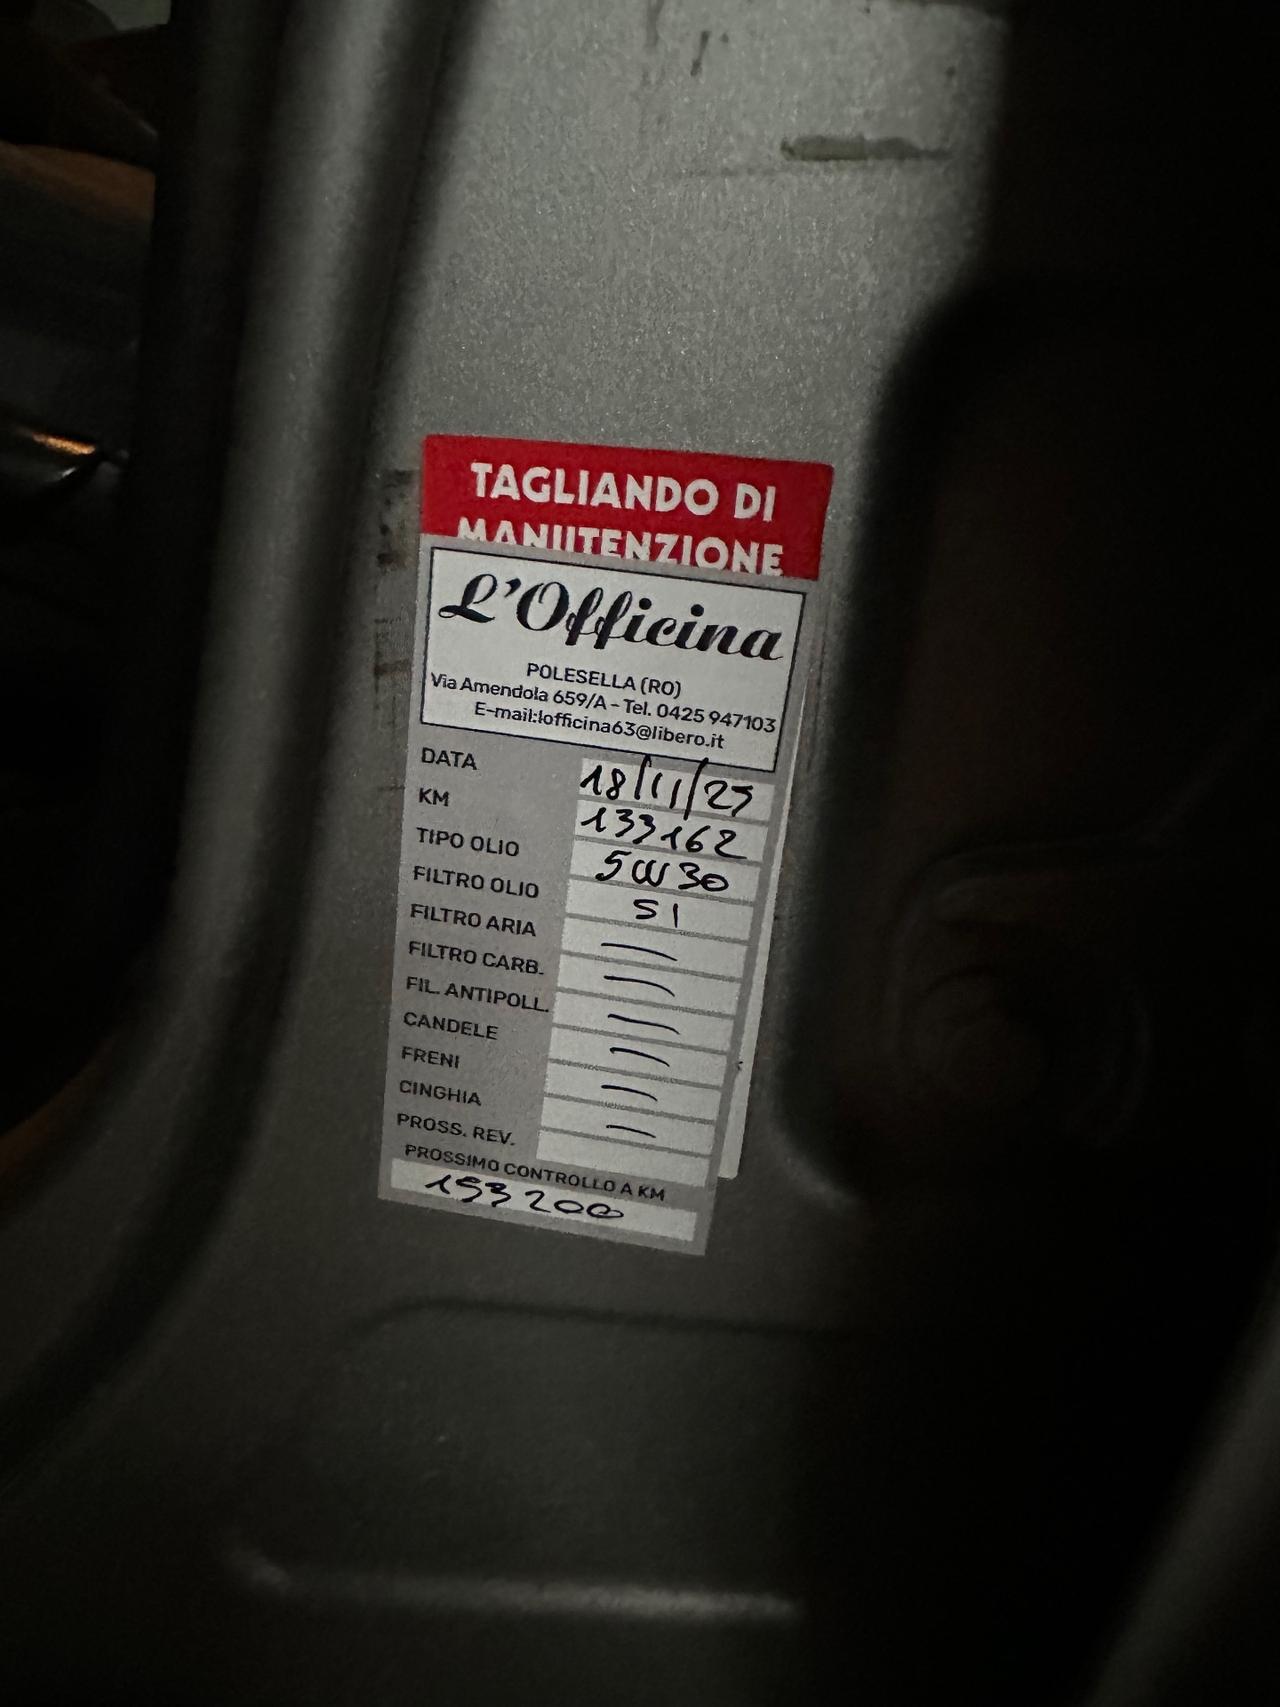 TAGLIANDO DI
MANUTENZIONE
L'Officina
POLESELLA (RO)
Via Amendola 659/A - Tel. 0425 947103
E-mail:lofficina63@libero.it
DATA 18/11/25
KM 133162
TIPO OLIO 5W30
FILTRO OLIO SI
FILTRO ARIA —
FILTRO CARB. —
FIL. ANTIPOLL. —
CANDELE —
FRENI —
CINGHIA —
PROSS. REV.
PROSSIMO CONTROLLO A KM
153200